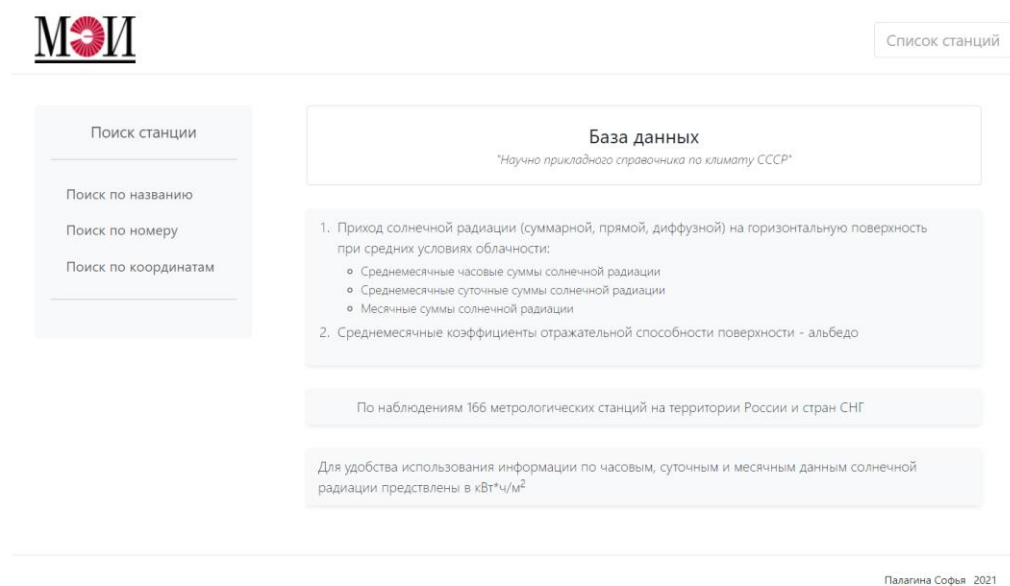 МЭИ
Список станций
Поиск станции
Поиск по названию
Поиск по номеру
Поиск по координатам
База данных
"Научно прикладного справочника по климату СССР"
1. Приход солнечной радиации (суммарной, прямой, диффузной) на горизонтальную поверхность
при средних условиях облачности:
Среднемесячные часовые суммы солнечной радиации
Среднемесячные суточные суммы солнечной радиации
Месячные суммы солнечной радиации
2. Среднемесячные коэффициенты отражательной способности поверхности - альбедо
По наблюдениям 166 метрологических станций на территории России и стран СНГ
Для удобства использования информации по часовым, суточным и месячным данным солнечной
радиации предствлены в кВт*ч/м²
Палагина Софья 2021